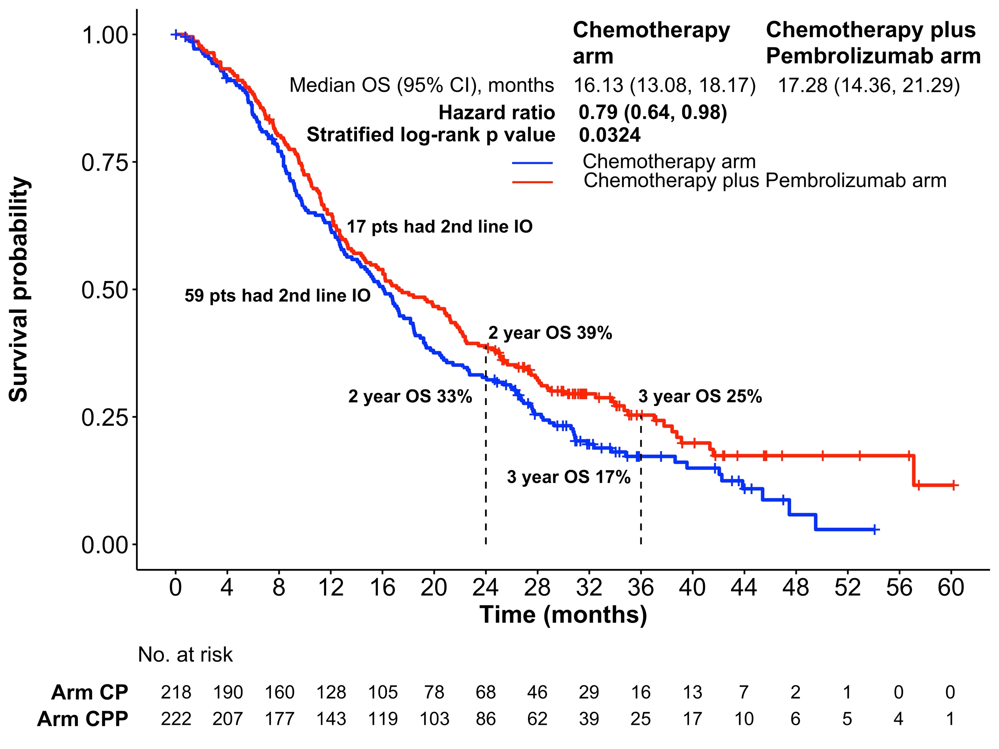 Chemotherapy arm
Chemotherapy plus Pembrolizumab arm
Median OS (95% CI), months 16.13 (13.08, 18.17) 17.28 (14.36, 21.29)
Hazard ratio 0.79 (0.64, 0.98)
Stratified log-rank p value 0.0324
Chemotherapy arm
Chemotherapy plus Pembrolizumab arm
Survival probability
1.00
0.75
0.50
0.25
0.00
17 pts had 2nd line IO
59 pts had 2nd line IO
2 year OS 39%
2 year OS 33%
3 year OS 25%
3 year OS 17%
0 4 8 12 16 20 24 28 32 36 40 44 48 52 56 60
Time (months)
No. at risk
Arm CP 218 190 160 128 105 78 68 46 29 16 13 7 2 1 0 0
Arm CPP 222 207 177 143 119 103 86 62 39 25 17 10 6 5 4 1